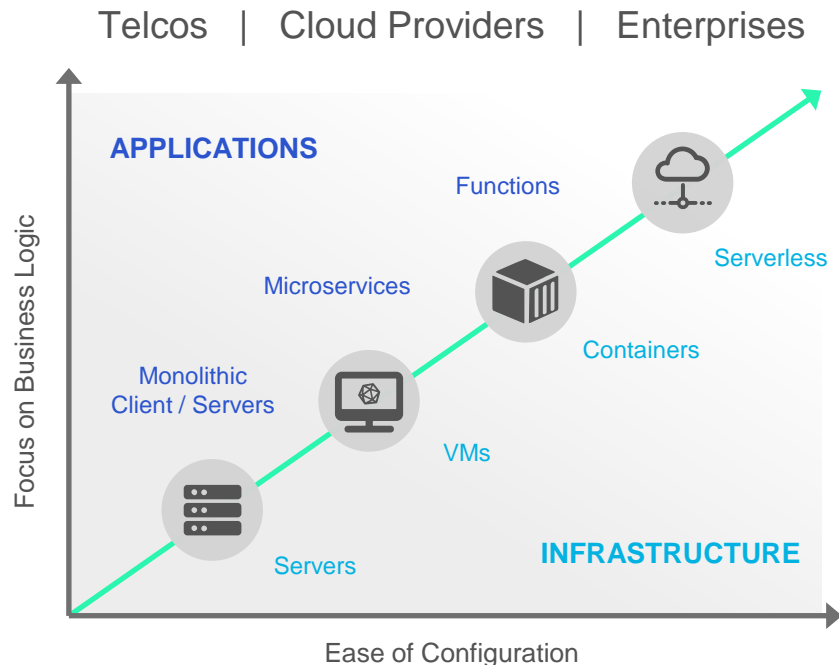 Telcos | Cloud Providers | Enterprises
APPLICATIONS
Functions
Serverless
Microservices
Containers
Monolithic
Client / Servers
VMs
INFRASTRUCTURE
Servers
Focus on Business Logic
Ease of Configuration